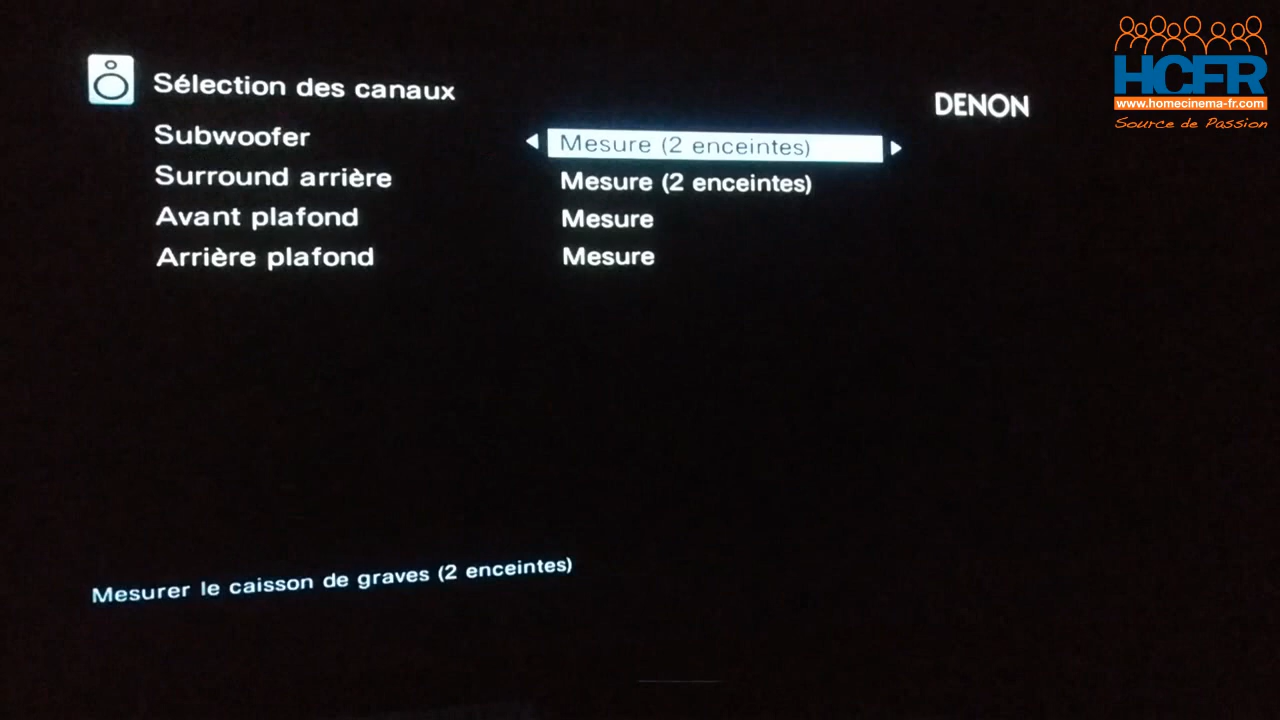 Sélection des canaux
DENON
Subwoofer Mesure (2 enceintes)
Surround arrière Mesure (2 enceintes)
Avant plafond Mesure
Arrière plafond Mesure
Mesurer le caisson de graves (2 enceintes)
HCFR
www.homecinema-fr.com
Source de Passion